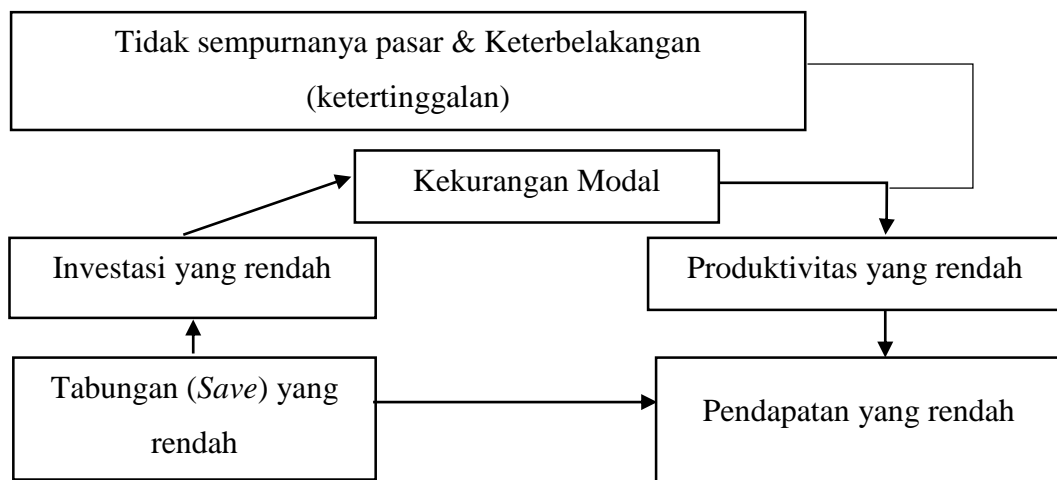 Tidak sempurnanya pasar & Keterbelakangan
(ketertinggalan)
Kekurangan Modal
Investasi yang rendah
Produktivitas yang rendah
Tabungan (Save) yang
rendah
Pendapatan yang rendah